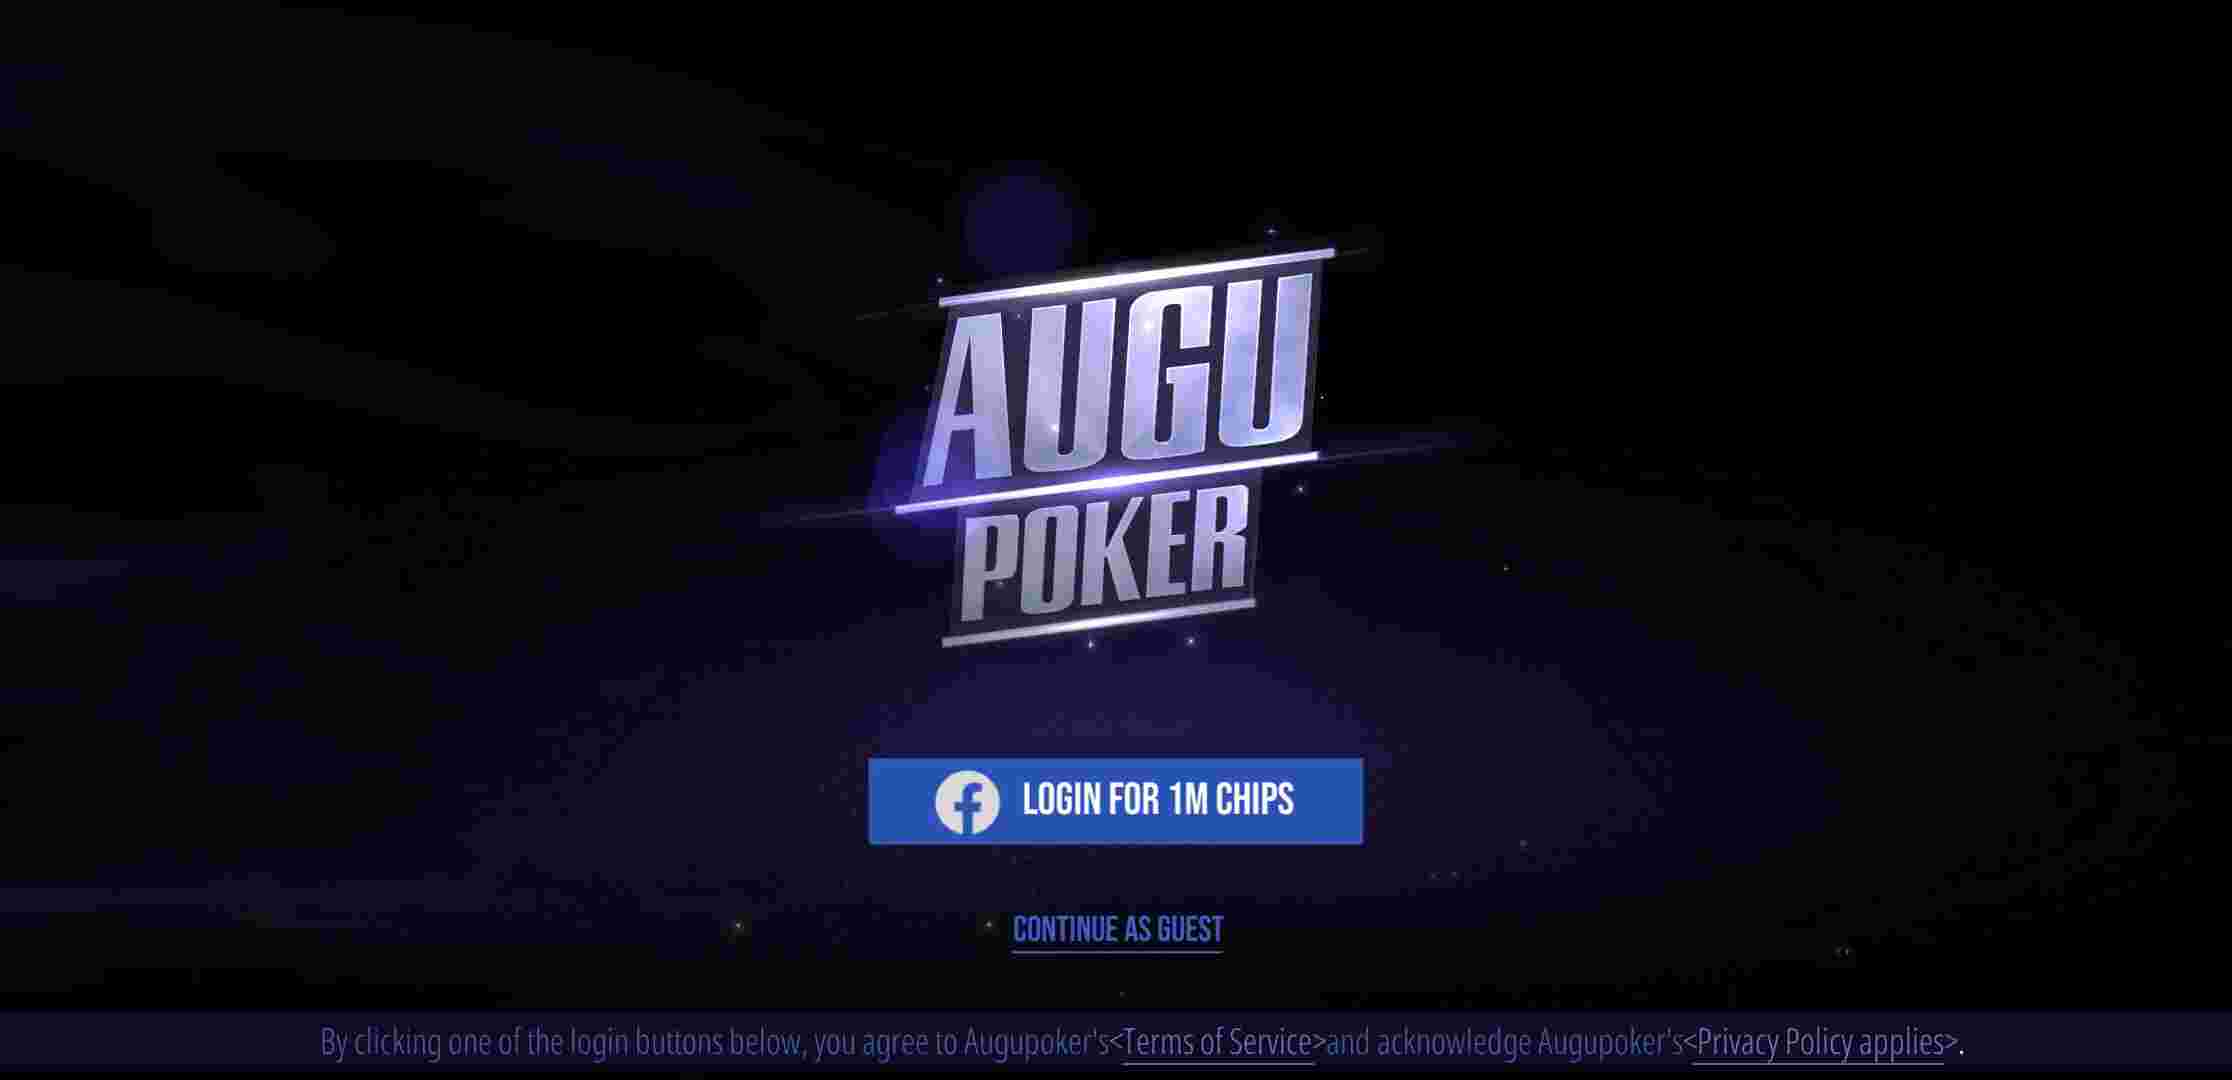 AUGU
POKER
LOGIN FOR 1M CHIPS
CONTINUE AS GUEST
By clicking one of the login buttons below, you agree to Augupoker's<Terms of Service>and acknowledge Augupoker's<Privacy Policy applies>.